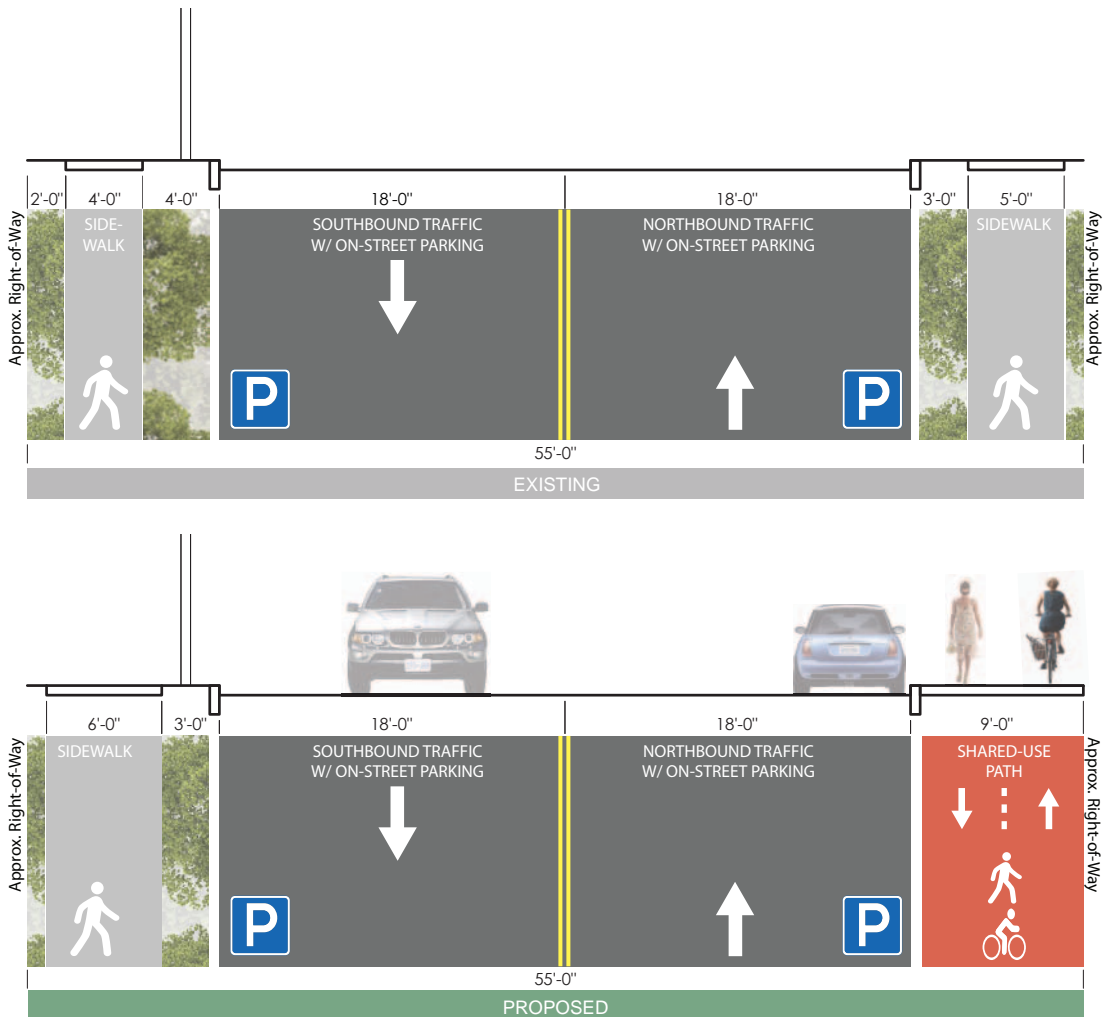 2'-0" 4'-0" 4'-0" 18'-0" 18'-0" 3'-0" 5'-0"
Approx. Right-of-Way
SIDE-
WALK
SOUTHBOUND TRAFFIC
W/ ON-STREET PARKING
NORTHBOUND TRAFFIC
W/ ON-STREET PARKING
SIDEWALK
Approx. Right-of-Way
P
P
55'-0"
EXISTING
6'-0" 3'-0" 18'-0" 18'-0" 9'-0"
Approx. Right-of-Way
SIDEWALK
SOUTHBOUND TRAFFIC
W/ ON-STREET PARKING
NORTHBOUND TRAFFIC
W/ ON-STREET PARKING
SHARED-USE
PATH
Approx. Right-of-Way
P
P
55'-0"
PROPOSED